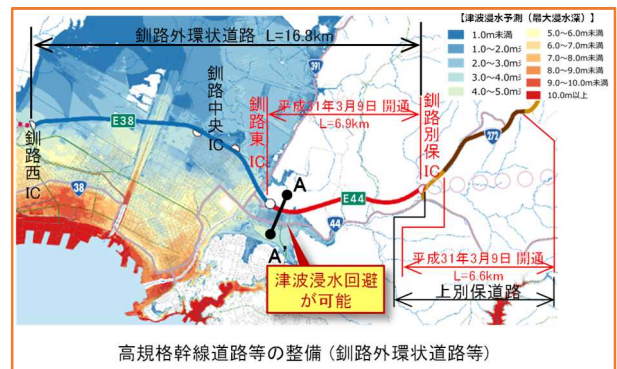 【津波浸水予測（最大浸水深）】
1.0m未満
1.0～2.0m
2.0～3.0m
3.0～4.0m
4.0～5.0m
5.0～6.0m未満
6.0～7.0m未満
7.0～8.0m未満
8.0～9.0m未満
9.0～10.0m未満
10.0m以上
釧路外環状道路 L=16.8km
391
釧路中央IC
釧路東IC
平成31年3月9日 開通
L=6.9km
釧路別保IC
272
E38
釧路西IC
38
A
E44
44
A'
津波浸水回避
が可能
平成31年3月9日 開通
L=6.6km
上別保道路
高規格幹線道路等の整備（釧路外環状道路等）